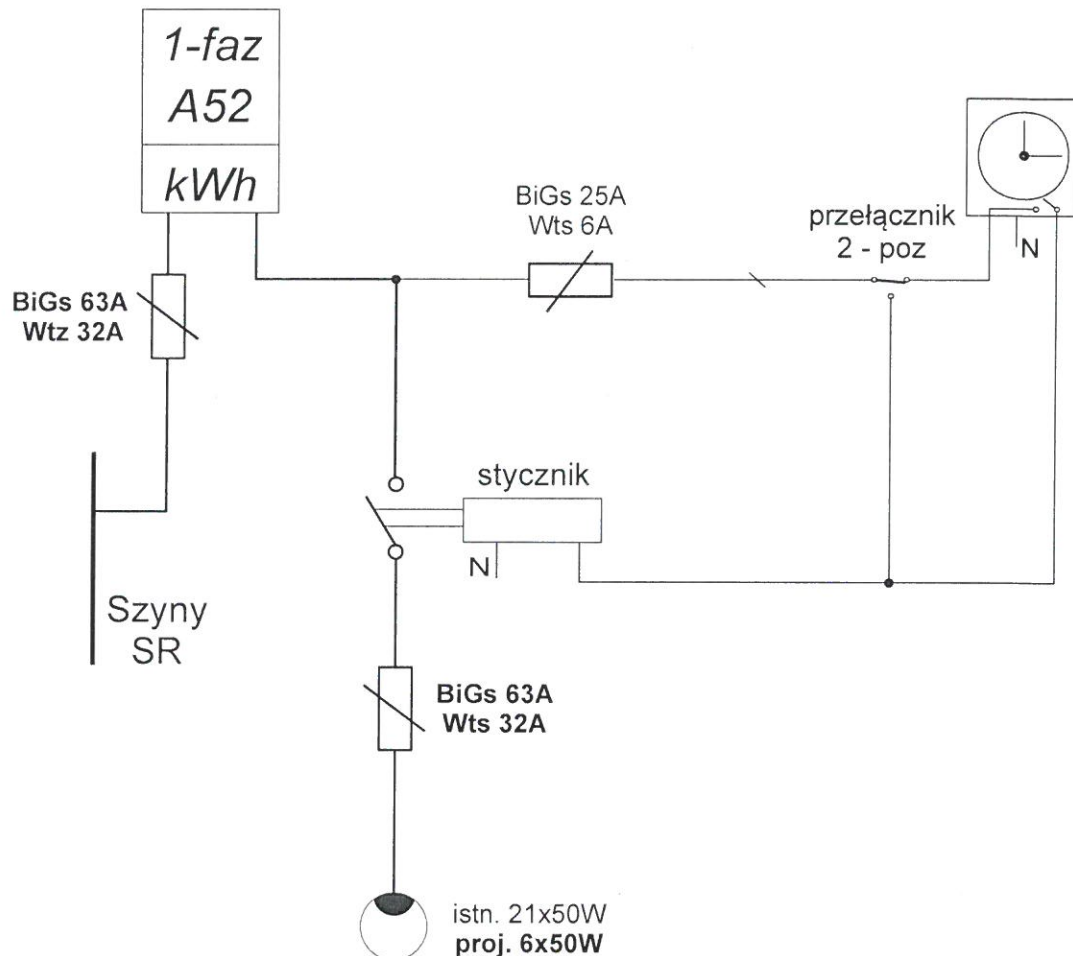 1-faz
A52
kWh
BiGs 25A
Wts 6A
przełącznik
2 - poz
N
BiGs 63A
Wtz 32A
stycznik
N
Szyny
SR
BiGs 63A
Wts 32A
istn. 21x50W
proj. 6x50W